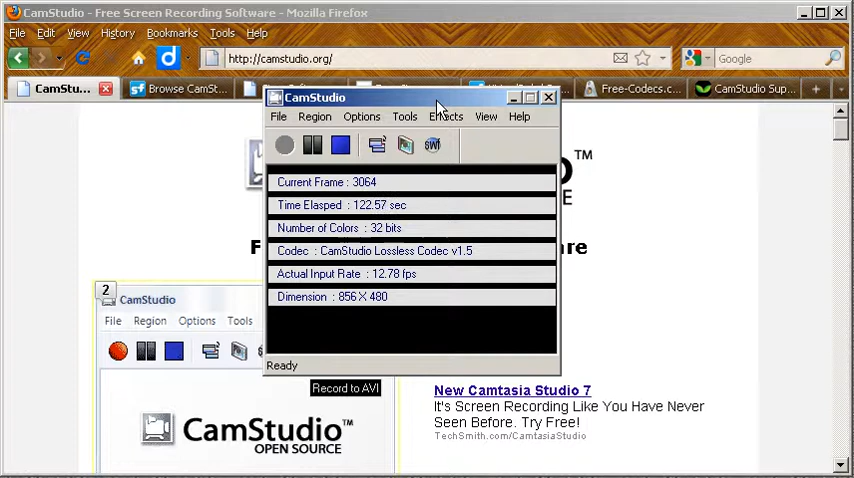 CamStudio - Free Screen Recording Software - Mozilla Firefox
File Edit View History Bookmarks Tools Help
http://camstudio.org/
Google
CamStu...
Browse CamSt...
Free-Codecs.c...
CamStudio Sup...
CamStudio
File Region Options Tools Effects View Help
Current Frame : 3064
Time Elasped : 122.57 sec
Number of Colors : 32 bits
Codec : CamStudio Lossless Codec v1.5
Actual Input Rate : 12.78 fps
Dimension : 856 X 480
Ready
TM
2
CamStudio
File Region Options Tools
Record to AVI
CamStudio™
OPEN SOURCE
New Camtasia Studio 7
It's Screen Recording Like You Have Never
Seen Before. Try Free!
TechSmith.com/CamtasiaStudio